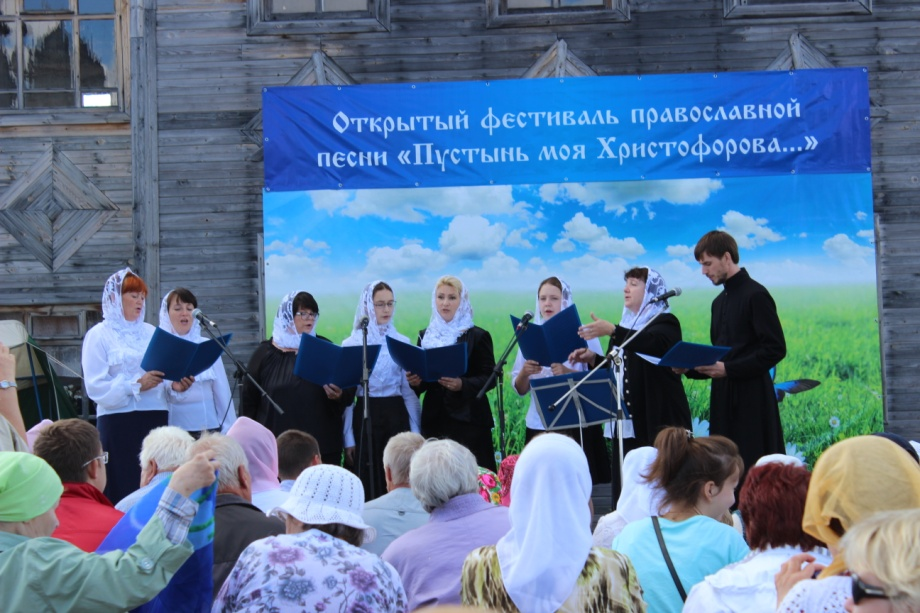 Открытый фестиваль православной
песни «Пустынь моя Христофорова...»